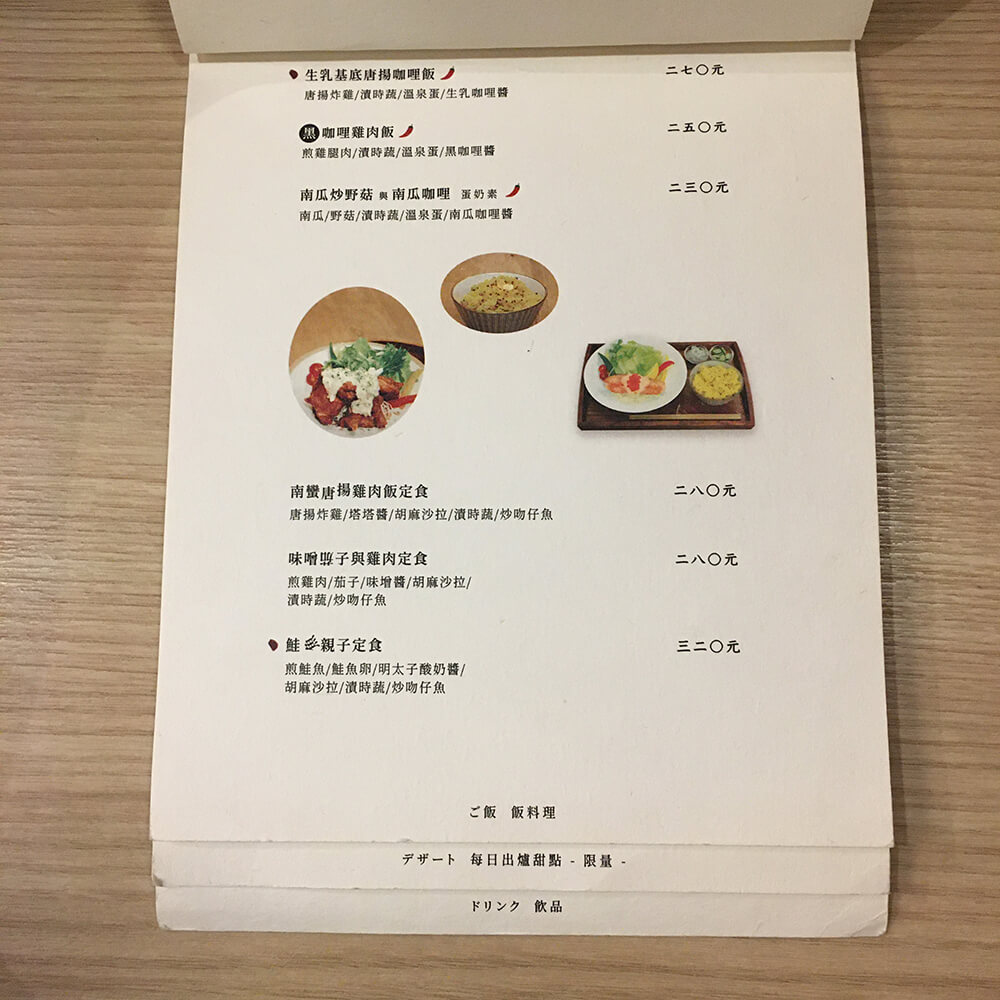 生乳基底唐揚咖哩飯 二七〇元
唐揚炸雞/漬時蔬/溫泉蛋/生乳咖哩醬
黑咖哩雞肉飯 二五〇元
煎雞腿肉/漬時蔬/溫泉蛋/黑咖哩醬
南瓜炒野菇 與 南瓜咖哩 蛋奶素 二三〇元
南瓜/野菇/漬時蔬/溫泉蛋/南瓜咖哩醬
南蠻唐揚雞肉飯定食 二八〇元
唐揚炸雞/塔塔醬/胡麻沙拉/漬時蔬/炒吻仔魚
味噌茄子與雞肉定食 二八〇元
煎雞肉/茄子/味增醬/胡麻沙拉/
漬時蔬/炒吻仔魚
鮭親子定食 三二〇元
煎鮭魚/鮭魚卵/明太子酸奶醬/
胡麻沙拉/漬時蔬/炒吻仔魚
ご飯 飯料理
デザート 每日出爐甜點 - 限量 -
ドリンク 飲品